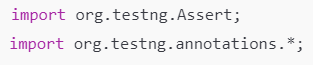 import org.testng.Assert;
import org.testng.annotations.*;